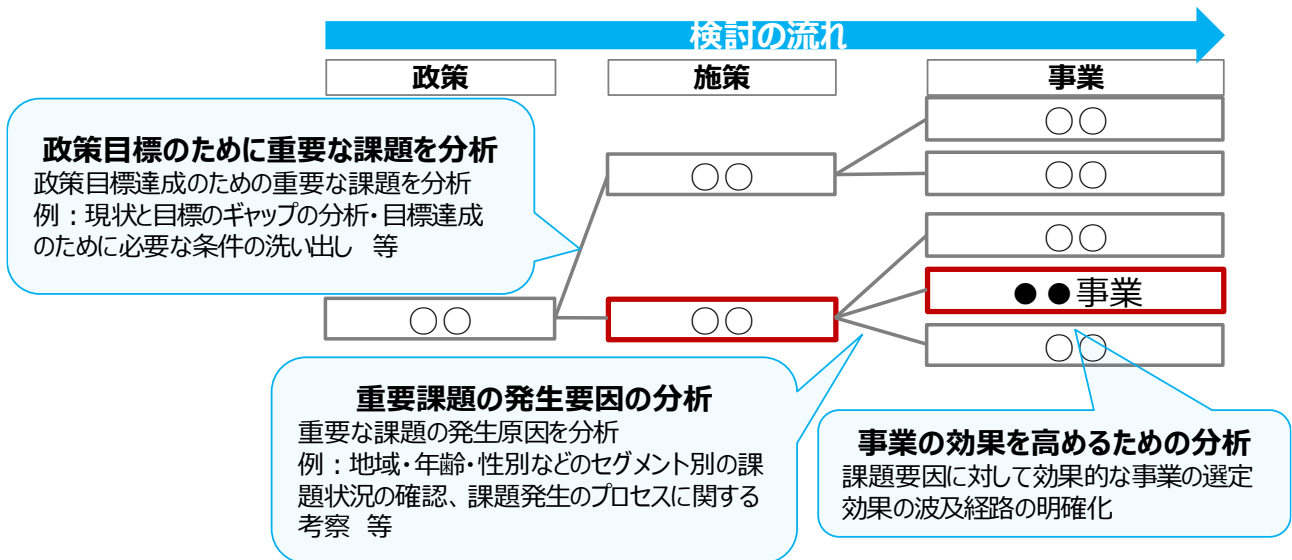 検討の流れ
政策
施策
事業
○○
○○
○○
○○
●●事業
○○
○○
○○
政策目標のために重要な課題を分析
政策目標達成のための重要な課題を分析
例：現状と目標のギャップの分析・目標達成
のために必要な条件の洗い出し　等
重要課題の発生要因の分析
重要な課題の発生原因を分析
例：地域・年齢・性別などのセグメント別の課
題状況の確認、課題発生のプロセスに関する
考察　等
事業の効果を高めるための分析
課題要因に対して効果的な事業の選定
効果の波及経路の明確化